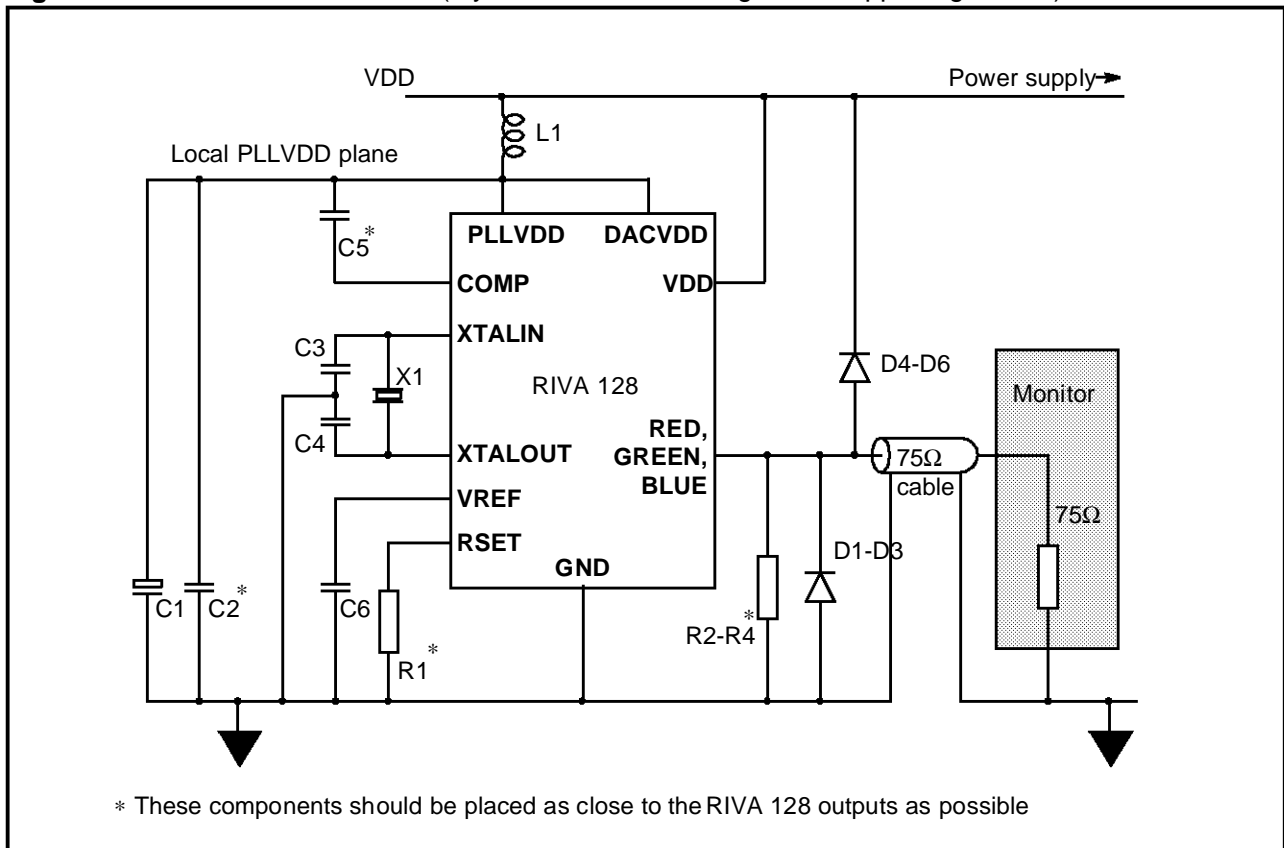 VDD
Power supply
L1
Local PLLVDD plane
C5*
PLLVDD DACVDD
COMP
VDD
XTALIN
C3
X1
RIVA 128
D4-D6
Monitor
C4
XTALOUT
RED,
GREEN,
BLUE
75Ω
cable
VREF
75Ω
RSET
D1-D3
GND
C1
C2*
C6
R1*
R2-R4*
* These components should be placed as close to the RIVA 128 outputs as possible